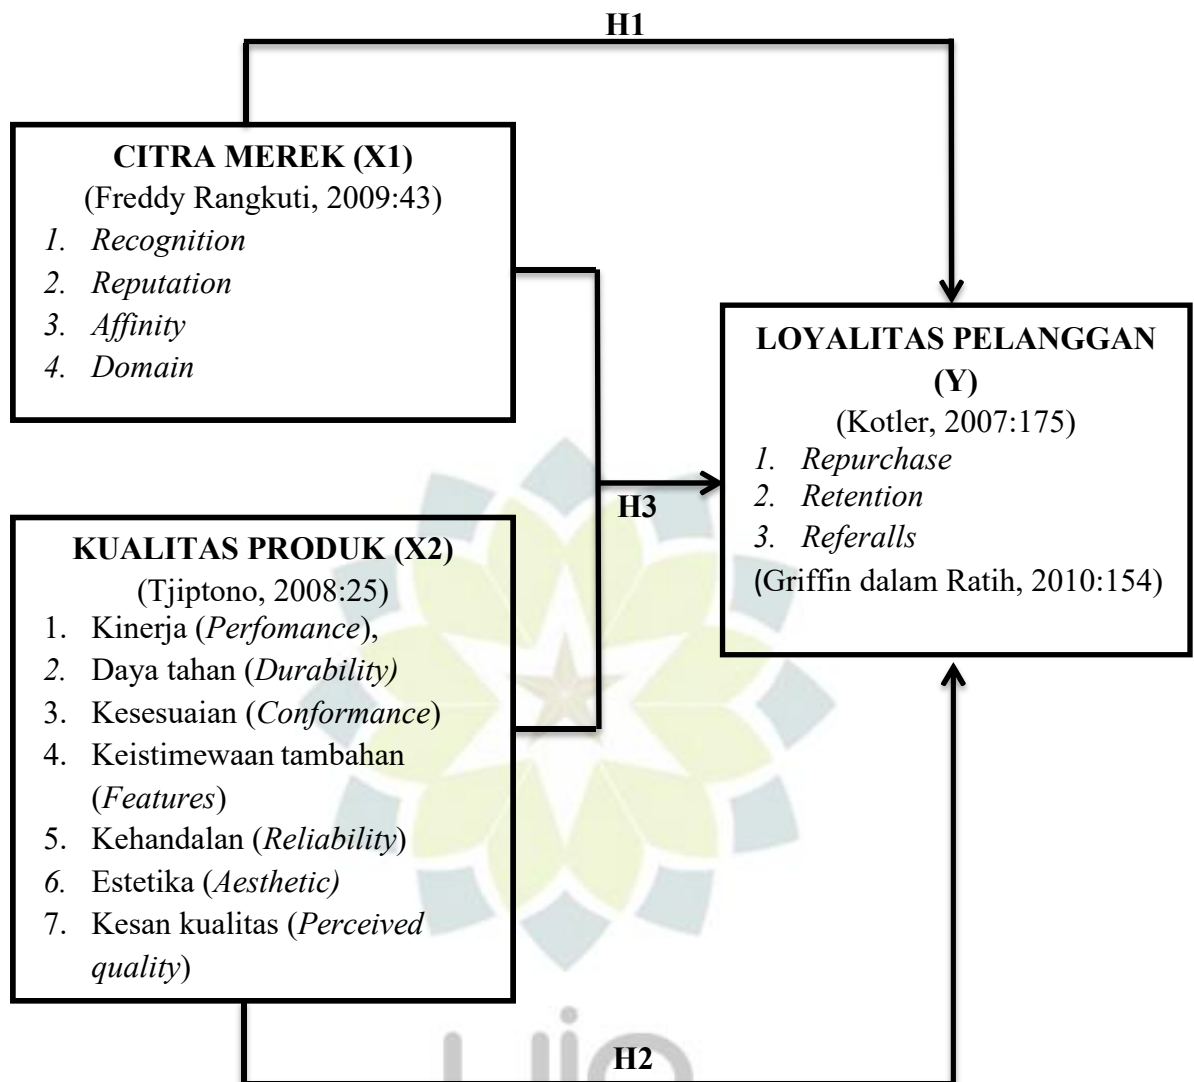 H1
CITRA MEREK (X1)
(Freddy Rangkuti, 2009:43)
1. Recognition
2. Reputation
3. Affinity
4. Domain
LOYALITAS PELANGGAN
(Y)
(Kotler, 2007:175)
1. Repurchase
2. Retention
3. Referalls
(Griffin dalam Ratih, 2010:154)
H3
KUALITAS PRODUK (X2)
(Tjiptono, 2008:25)
1. Kinerja (Perfomance),
2. Daya tahan (Durability)
3. Kesesuaian (Conformance)
4. Keistimewaan tambahan
(Features)
5. Kehandalan (Reliability)
6. Estetika (Aesthetic)
7. Kesan kualitas (Perceived
quality)
H2